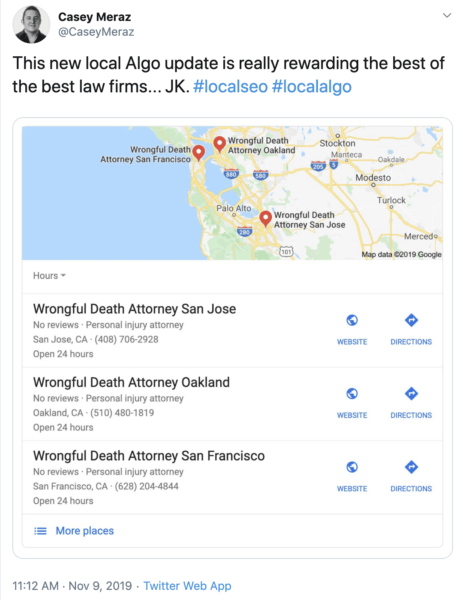 Casey Meraz
@CaseyMeraz
This new local Algo update is really rewarding the best of
the best law firms... JK. #localseo #localalgo
Wrongful Death
Attorney San Francisco
Wrongful Death
Attorney Oakland
Stockton
Manteca
Oakdale
205
5
880
580
Modesto
Turlock
Palo Alto
Wrongful Death
Attorney San Jose
280
Merced
101
Map data ©2019 Google
Hours
Wrongful Death Attorney San Jose
No reviews · Personal injury attorney
San Jose, CA · (408) 706-2928
Open 24 hours
WEBSITE
DIRECTIONS
Wrongful Death Attorney Oakland
No reviews · Personal injury attorney
Oakland, CA · (510) 480-1819
Open 24 hours
WEBSITE
DIRECTIONS
Wrongful Death Attorney San Francisco
No reviews · Personal injury attorney
San Francisco, CA · (628) 204-4844
Open 24 hours
WEBSITE
DIRECTIONS
More places
11:12 AM · Nov 9, 2019 · Twitter Web App